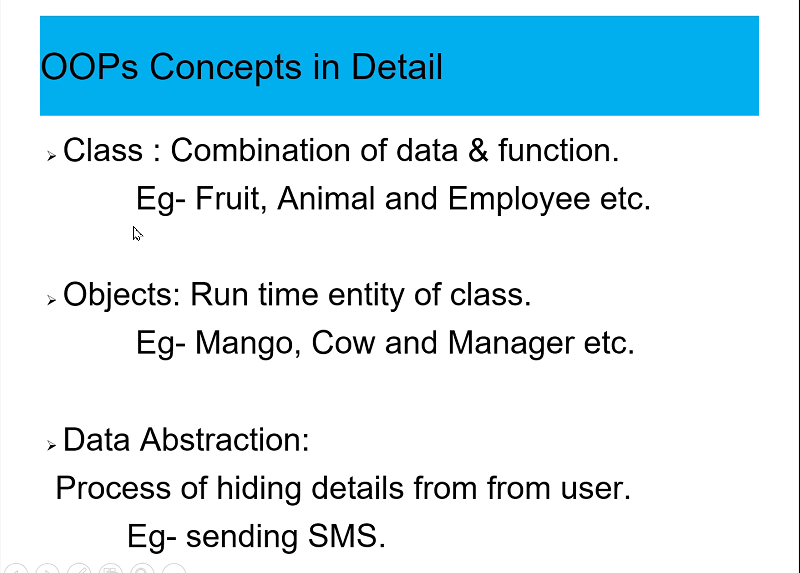 OOPs Concepts in Detail
Class : Combination of data & function.
Eg- Fruit, Animal and Employee etc.
Objects: Run time entity of class.
Eg- Mango, Cow and Manager etc.
Data Abstraction:
Process of hiding details from from user.
Eg- sending SMS.